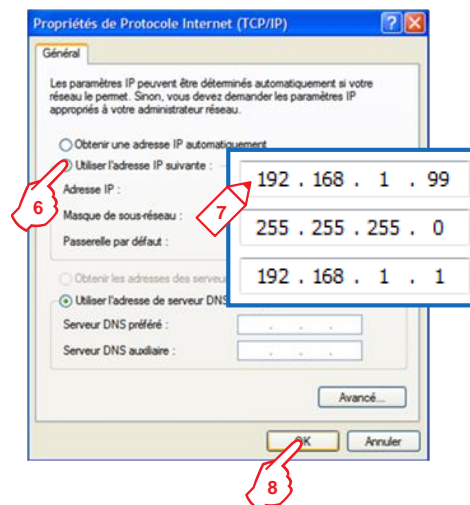 Propriétés de Protocole Internet (TCP/IP)
Général
Les paramètres IP peuvent être déterminés automatiquement si votre
réseau le permet. Sinon, vous devez demander les paramètres IP
appropriés à votre administrateur réseau.
Obtenir une adresse IP automatiquement
Utiliser l'adresse IP suivante :
6
Adresse IP :
7
192 . 168 . 1 . 99
Masque de sous-réseau :
255 . 255 . 255 . 0
Passerelle par défaut :
192 . 168 . 1 . 1
Obtenir les adresses des serveu
Utiliser l'adresse de serveur DNS
Serveur DNS préféré :
Serveur DNS auxiliaire :
Avancé...
OK
Annuler
8